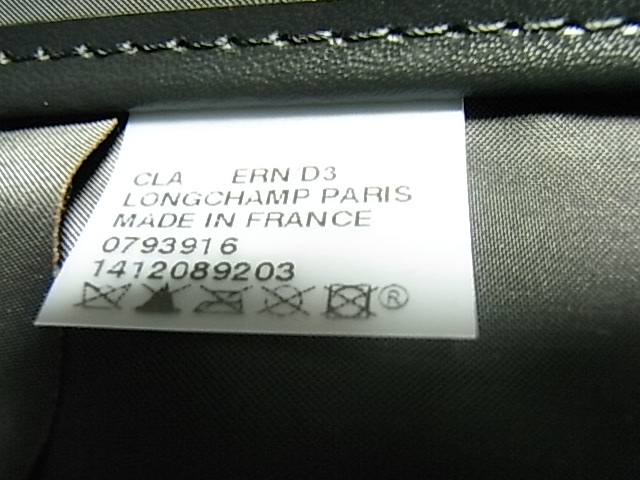 CLA ERN D3
LONGCHAMP PARIS
MADE IN FRANCE
0793916
1412089203
®